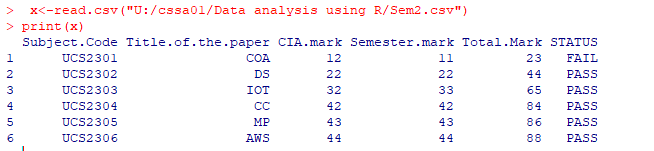 > x<-read.csv("U:/cssa01/Data analysis using R/Sem2.csv")
> print(x)
Subject.Code Title.of.the.paper CIA.mark Semester.mark Total.Mark STATUS
1 UCS2301 COA 12 11 23 FAIL
2 UCS2302 DS 22 22 44 PASS
3 UCS2303 IOT 32 33 65 PASS
4 UCS2304 CC 42 42 84 PASS
5 UCS2305 MP 43 43 86 PASS
6 UCS2306 AWS 44 44 88 PASS